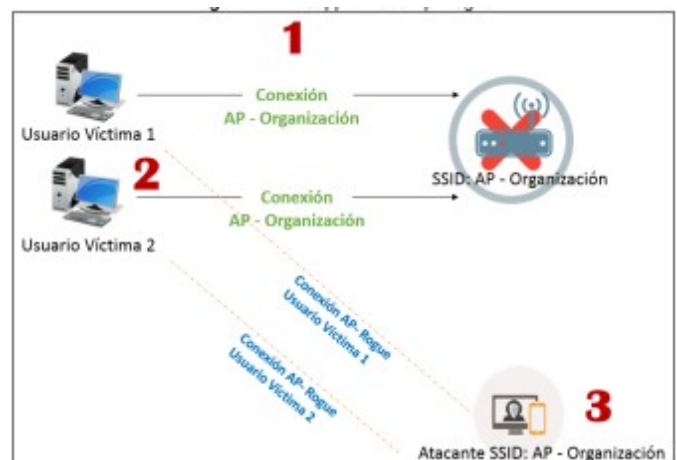 1
Conexión
AP - Organización
Usuario Víctima 1
2
SSID: AP - Organización
Conexión
AP - Organización
Usuario Víctima 2
Conexión AP- Rogue
Usuario Víctima 1
Conexión AP- Rogue
Usuario Víctima 2
3
Atacante SSID: AP - Organización